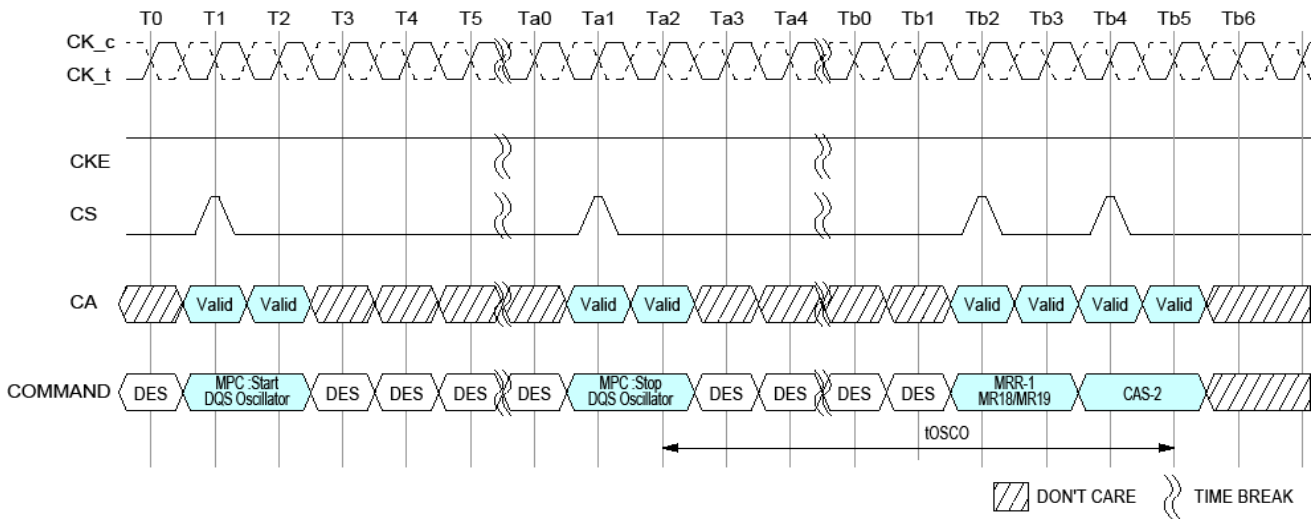 T0 T1 T2 T3 T4 T5 Ta0 Ta1 Ta2 Ta3 Ta4 Tb0 Tb1 Tb2 Tb3 Tb4 Tb5 Tb6
CK_c
CK_t
CKE
CS
CA Valid Valid Valid Valid Valid Valid Valid Valid
COMMAND DES MPC :Start DES DES DES DES MPC :Stop DES DES DES DES MRR-1 CAS-2
DQS Oscillator DQS Oscillator MR18/MR19
tOSCO
DON'T CARE TIME BREAK